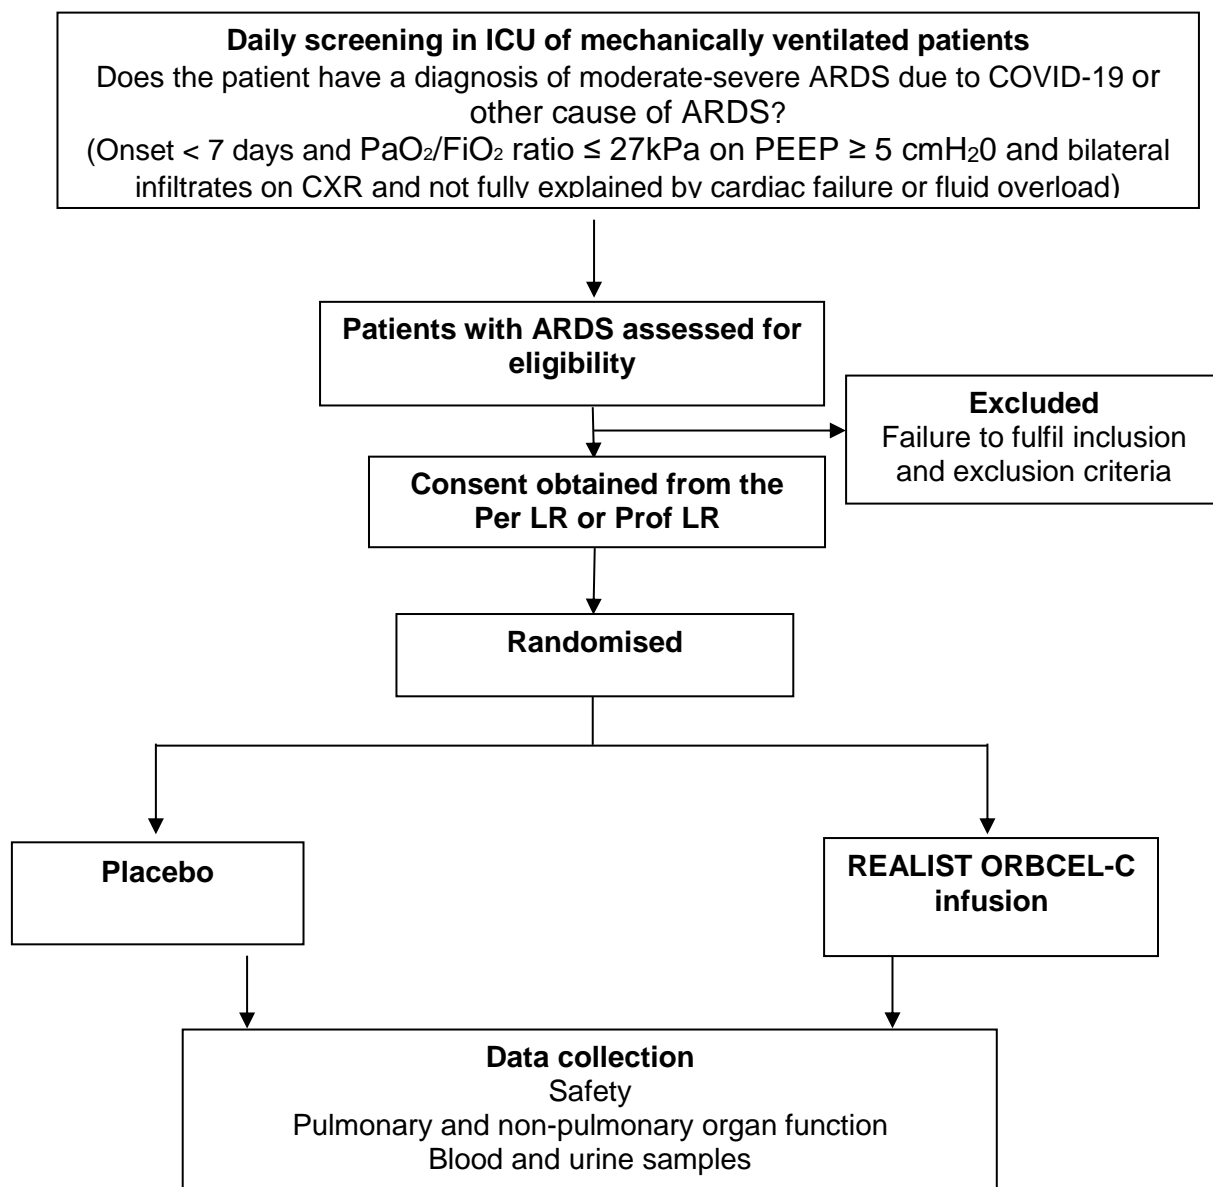 Daily screening in ICU of mechanically ventilated patients
Does the patient have a diagnosis of moderate-severe ARDS due to COVID-19 or
other cause of ARDS?
(Onset < 7 days and PaO₂/FiO₂ ratio ≤ 27kPa on PEEP ≥ 5 cmH₂0 and bilateral
infiltrates on CXR and not fully explained by cardiac failure or fluid overload)
Patients with ARDS assessed for
eligibility
Excluded
Failure to fulfil inclusion
and exclusion criteria
Consent obtained from the
Per LR or Prof LR
Randomised
Placebo
REALIST ORBCEL-C
infusion
Data collection
Safety
Pulmonary and non-pulmonary organ function
Blood and urine samples